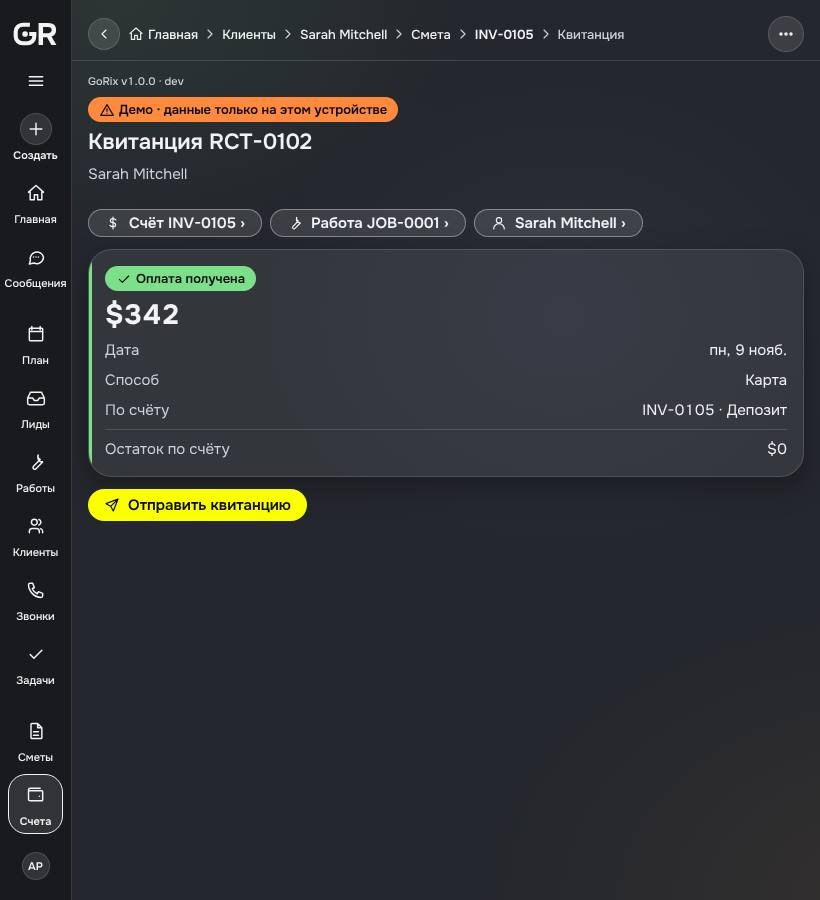 GR
Главная
Клиенты
Sarah Mitchell
Смета
INV-0105
Квитанция
GoRix v1.0.0 · dev
Демо · данные только на этом устройстве
Квитанция RCT-0102
Sarah Mitchell
$ Счёт INV-0105 ›
Работа JOB-0001 ›
Sarah Mitchell ›
Оплата получена
$342
Дата пн, 9 нояб.
Способ Карта
По счёту INV-0105 · Депозит
Остаток по счёту $0
Отправить квитанцию
Создать
Главная
Сообщения
План
Лиды
Работы
Клиенты
Звонки
Задачи
Сметы
Счета
AP